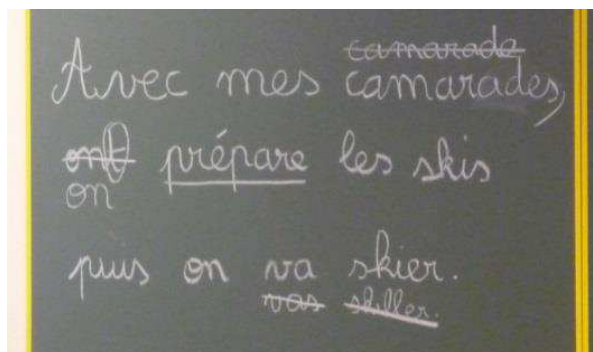 camarade
Avec mes camarades,
ont prépare les skis
on
puis on va skier.
vas skiller.